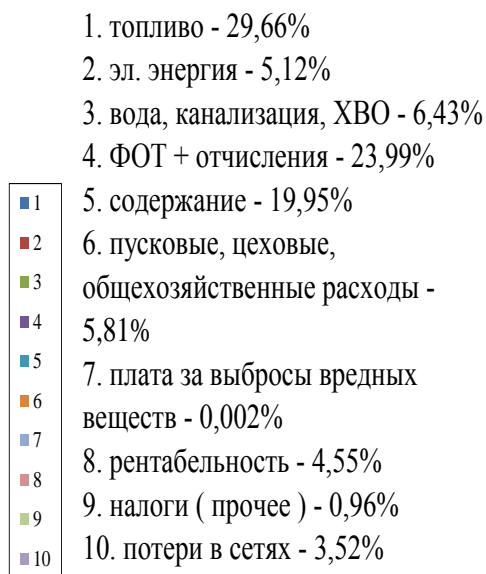 1. топливо - 29,66%
2. эл. энергия - 5,12%
3. вода, канализация, ХВО - 6,43%
4. ФОТ + отчисления - 23,99%
5. содержание - 19,95%
6. пусковые, цеховые,
общехозяйственные расходы -
5,81%
7. плата за выбросы вредных
веществ - 0,002%
8. рентабельность - 4,55%
9. налоги ( прочее ) - 0,96%
10. потери в сетях - 3,52%
1
2
3
4
5
6
7
8
9
10